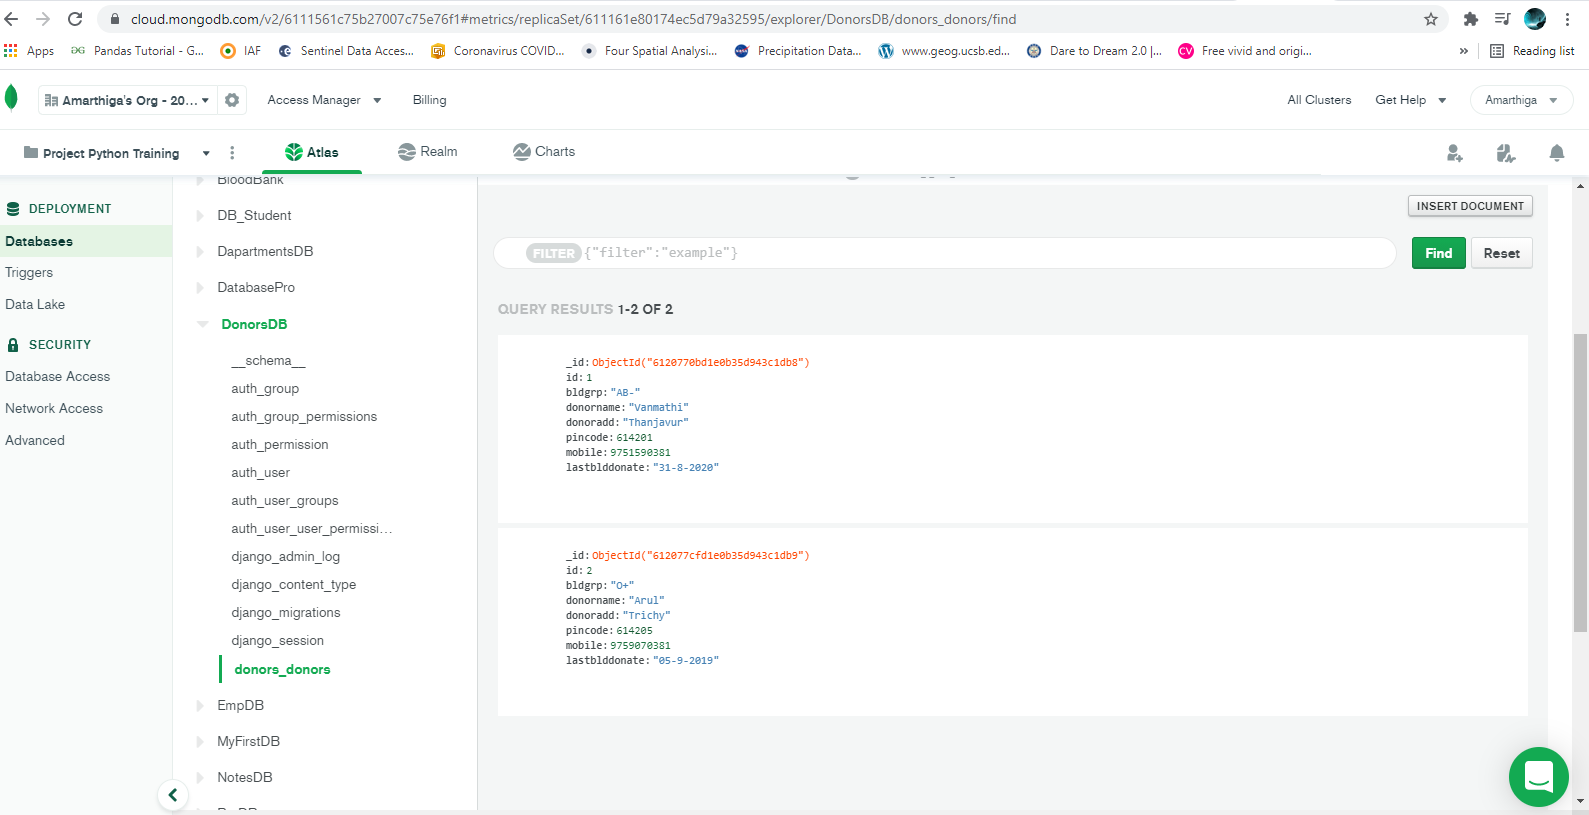 cloud.mongodb.com/v2/6111561c75b27007c75e76f1#metrics/replicaSet/611161e80174ec5d79a32595/explorer/DonorsDB/donors_donors/find
Apps Pandas Tutorial - G... IAF Sentinel Data Acces... Coronavirus COVID... Four Spatial Analysi... Precipitation Data... www.geog.ucsb.ed... Dare to Dream 2.0 |... CV Free vivid and origi... » Reading list
Amarthiga's Org - 20... Access Manager Billing All Clusters Get Help Amarthiga
Project Python Training Atlas Realm Charts
DEPLOYMENT
Databases
Triggers
Data Lake
SECURITY
Database Access
Network Access
Advanced
BloodBank
DB_Student
DapartmentsDB
DatabasePro
DonorsDB
__schema__
auth_group
auth_group_permissions
auth_permission
auth_user
auth_user_groups
auth_user_user_permissi...
django_admin_log
django_content_type
django_migrations
django_session
donors_donors
EmpDB
MyFirstDB
NotesDB
INSERT DOCUMENT
FILTER {"filter":"example"} Find Reset
QUERY RESULTS 1-2 OF 2
_id: ObjectId("6120770bd1e0b35d943c1db8")
id: 1
bldgrp: "AB-"
donorname: "Vanmathi"
donoradd: "Thanjavur"
pincode: 614201
mobile: 9751590381
lastblddonate: "31-8-2020"
_id: ObjectId("612077cfd1e0b35d943c1db9")
id: 2
bldgrp: "O+"
donorname: "Arul"
donoradd: "Trichy"
pincode: 614205
mobile: 9759070381
lastblddonate: "05-9-2019"